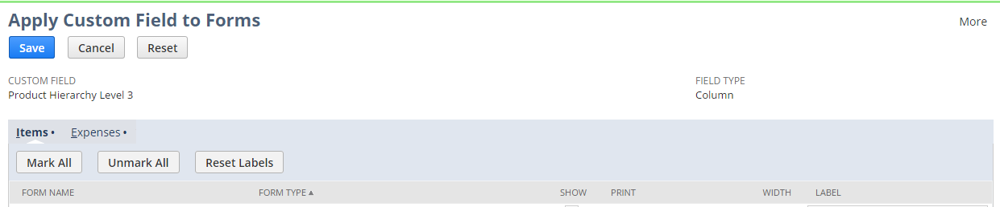 Apply Custom Field to Forms
More
Save Cancel Reset
CUSTOM FIELD FIELD TYPE
Product Hierarchy Level 3 Column
Items • Expenses •
Mark All Unmark All Reset Labels
FORM NAME FORM TYPE ▲ SHOW PRINT WIDTH LABEL